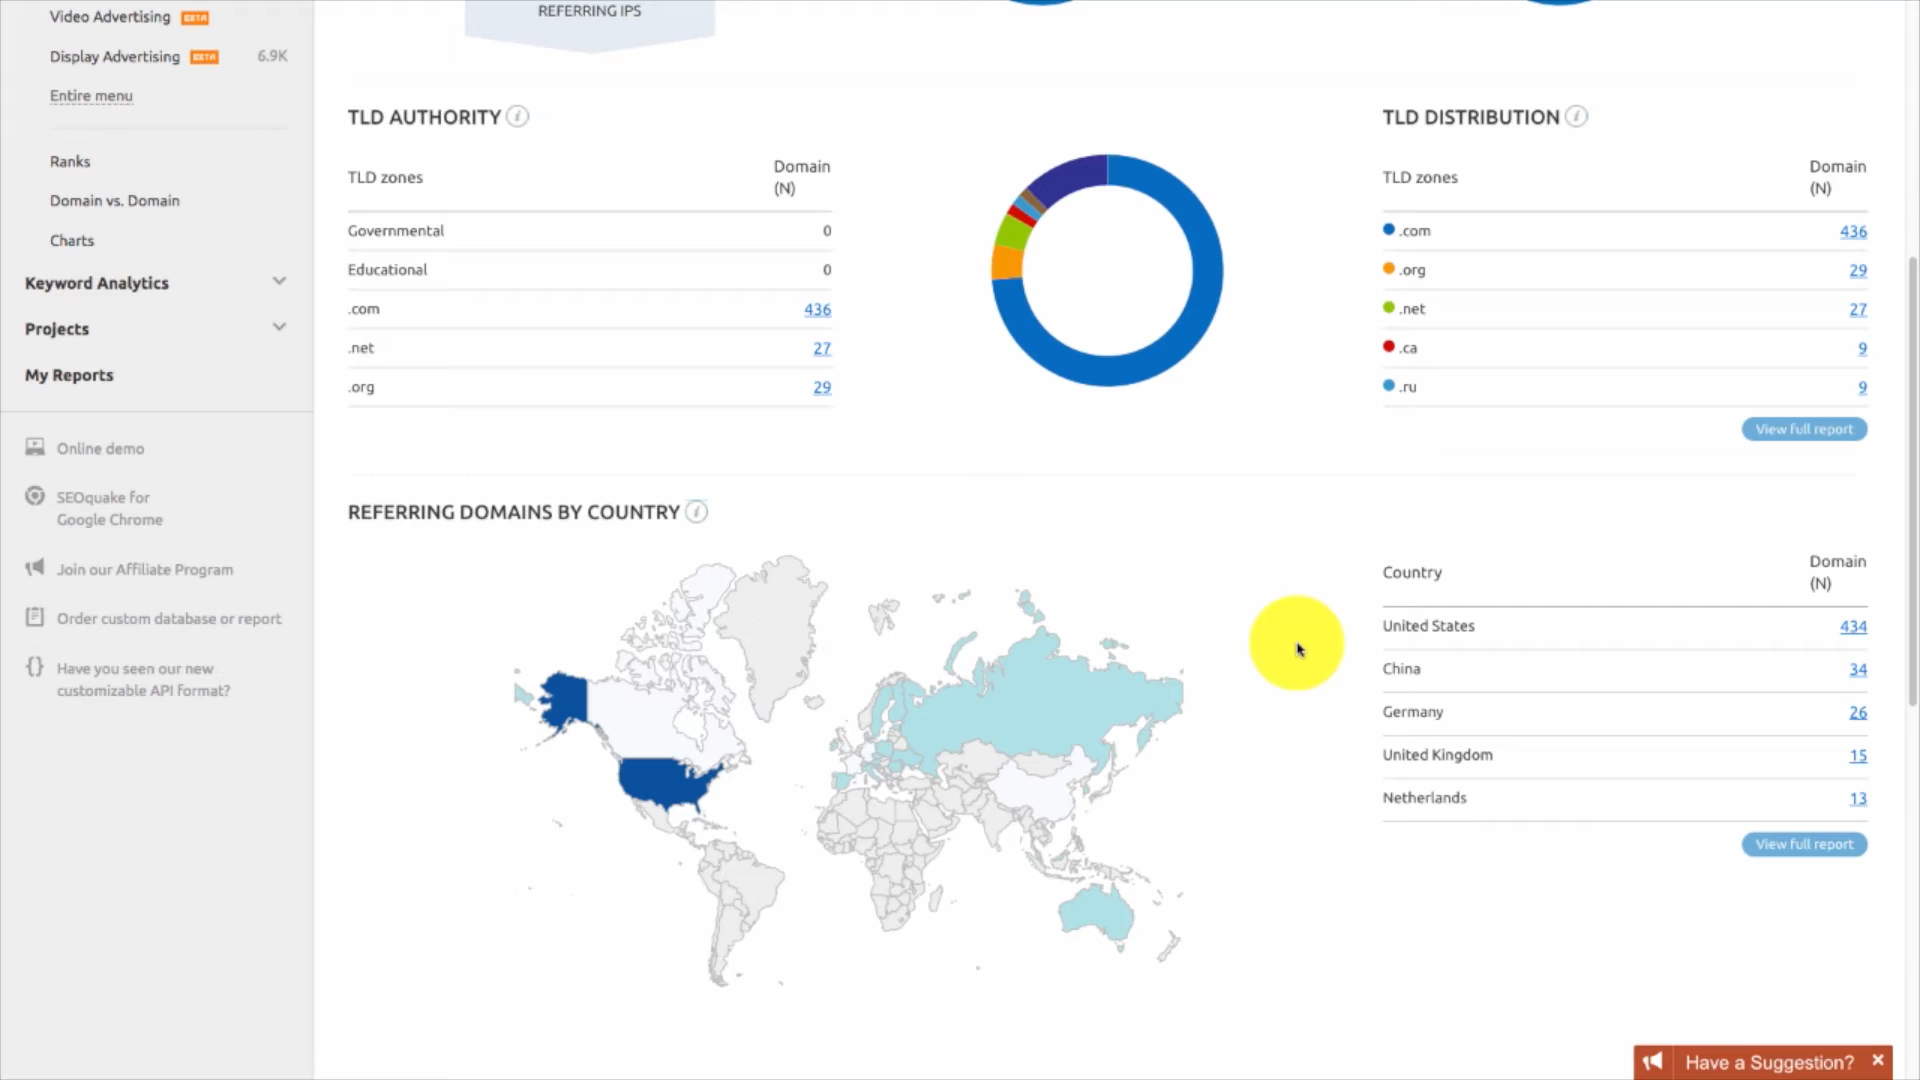 Video Advertising BETA
Display Advertising BETA 6.9K
Entire menu
Ranks
Domain vs. Domain
Charts
Keyword Analytics
Projects
My Reports
Online demo
SEOquake for
Google Chrome
Join our Affiliate Program
Order custom database or report
Have you seen our new
customizable API format?
REFERRING IPS
TLD AUTHORITY i
TLD zones Domain
(N)
Governmental 0
Educational 0
.com 436
.net 27
.org 29
TLD DISTRIBUTION i
TLD zones Domain
(N)
.com 436
.org 29
.net 27
.ca 9
.ru 9
View full report
REFERRING DOMAINS BY COUNTRY i
Country Domain
(N)
United States 434
China 34
Germany 26
United Kingdom 15
Netherlands 13
View full report
Have a Suggestion? ×